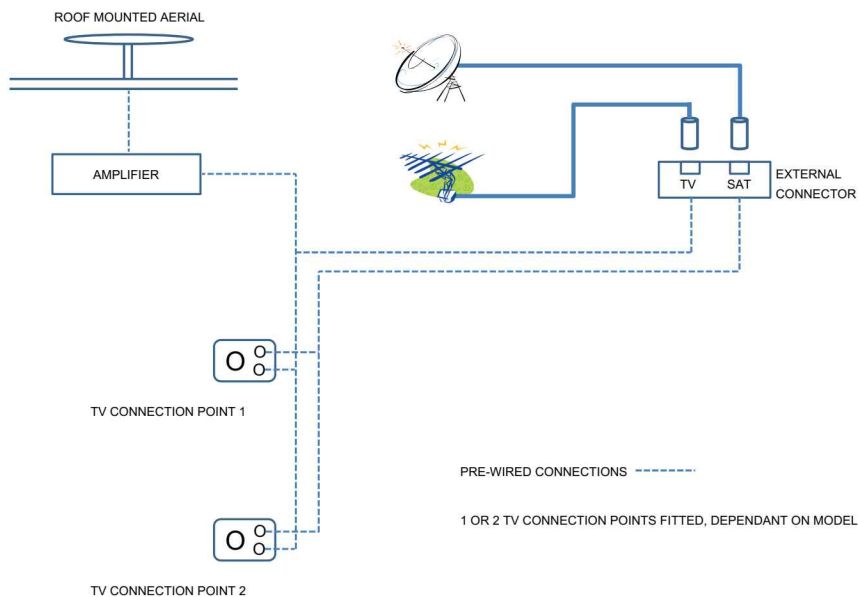 ROOF MOUNTED AERIAL
AMPLIFIER
TV
SAT
EXTERNAL
CONNECTOR
O
O
O
TV CONNECTION POINT 1
PRE-WIRED CONNECTIONS
1 OR 2 TV CONNECTION POINTS FITTED, DEPENDANT ON MODEL
O
O
O
TV CONNECTION POINT 2